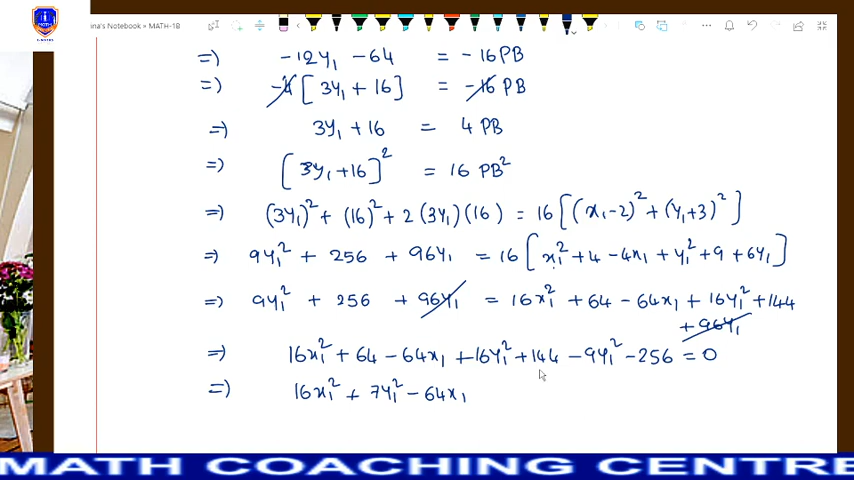 MATH
ina's Notebook » MATH-1B
=) -12y₁ - 64 = -16PB
=) -4[3y₁ + 16] = -16 PB
=) 3y₁ + 16 = 4 PB
=) [3y₁ + 16]² = 16 PB²
=) (3y₁)² + (16)² + 2(3y₁)(16) = 16[(x₁-2)² + (y₁+3)²]
=) 9y₁² + 256 + 96y₁ = 16[x₁² + 4 - 4x₁ + y₁² + 9 + 6y₁]
=) 9y₁² + 256 + 96y₁ = 16x₁² + 64 - 64x₁ + 16y₁² + 144
+ 96y₁
=) 16x₁² + 64 - 64x₁ + 16y₁² + 144 - 9y₁² - 256 = 0
=) 16x₁² + 7y₁² - 64x₁
MATH COACHING CENTRE